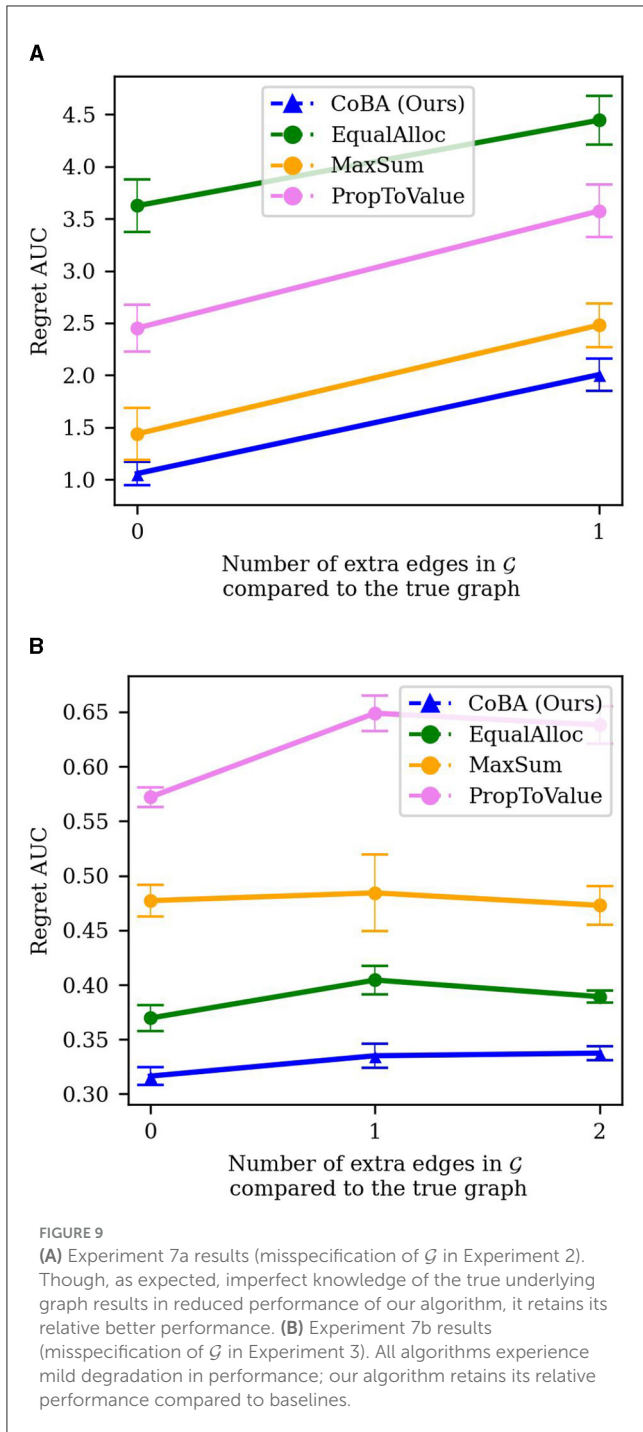 A
CoBA (Ours)
EqualAlloc
MaxSum
PropToValue
4.5
4.0
3.5
3.0
2.5
2.0
1.5
1.0
Regret AUC
0
1
Number of extra edges in 𝒢
compared to the true graph
B
CoBA (Ours)
EqualAlloc
MaxSum
PropToValue
0.65
0.60
0.55
0.50
0.45
0.40
0.35
0.30
Regret AUC
0
1
2
Number of extra edges in 𝒢
compared to the true graph
FIGURE 9
(A) Experiment 7a results (misspecification of 𝒢 in Experiment 2).
Though, as expected, imperfect knowledge of the true underlying
graph results in reduced performance of our algorithm, it retains its
relative better performance. (B) Experiment 7b results
(misspecification of 𝒢 in Experiment 3). All algorithms experience
mild degradation in performance; our algorithm retains its relative
performance compared to baselines.